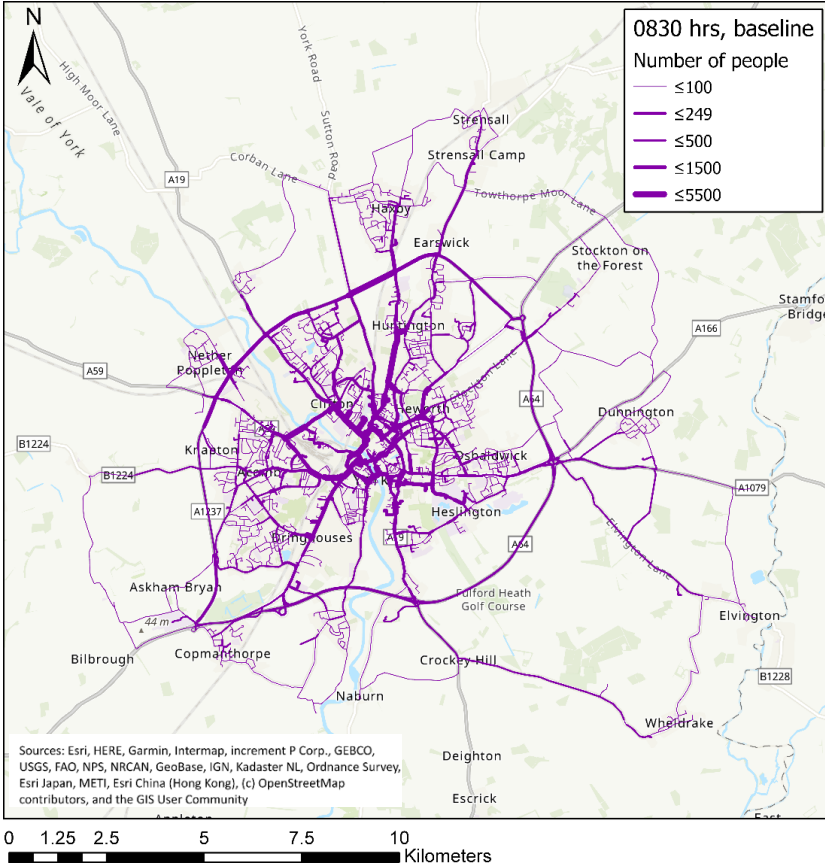 N
0830 hrs, baseline
Number of people
≤100
≤249
≤500
≤1500
≤5500
York Road
High Moor Lane
Vale of York
Sutton Road
Corban Lane
A19
Strensall
Strensall Camp
Towthorpe Moor Lane
Haxby
Earswick
Stockton on
the Forest
Stamfo
Bridge
Huntington
A166
Nether
Poppleton
A59
A64
Clifton
Heworth
Dunnington
B1224
Knapton
Osbaldwick
B1224
Acomb
A1079
A1237
Heslington
Dringhouses
A19
A64
Elvington Lane
Askham Bryan
Fulford Heath
Golf Course
Elvington
44 m
Bilbrough
Copmanthorpe
Crockey Hill
B1228
Naburn
Wheldrake
Sources: Esri, HERE, Garmin, Intermap, increment P Corp., GEBCO,
USGS, FAO, NPS, NRCAN, GeoBase, IGN, Kadaster NL, Ordnance Survey,
Esri Japan, METI, Esri China (Hong Kong), (c) OpenStreetMap
contributors, and the GIS User Community
Deighton
Escrick
0 1.25 2.5 5 7.5 10
Kilometers